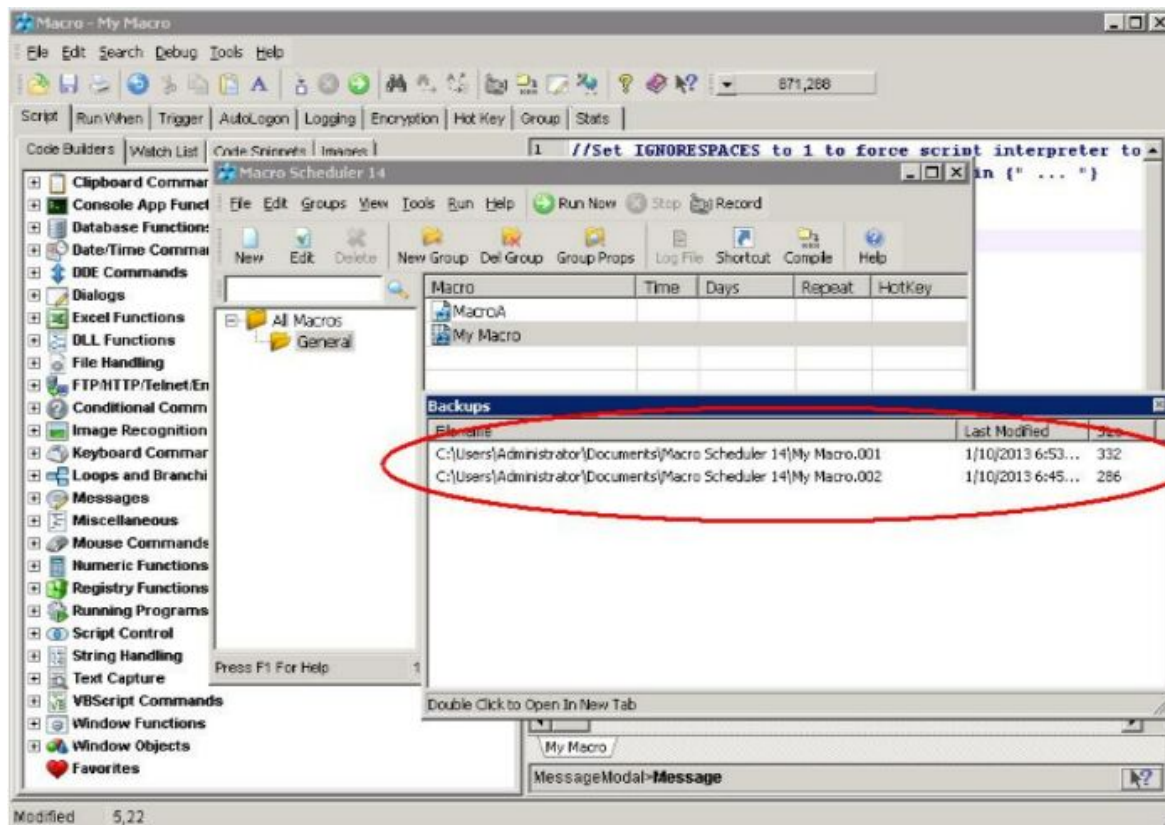 Macro - My Macro
File Edit Search Debug Tools Help
871,288
Script Run When Trigger AutoLogon Logging Encryption Hot Key Group Stats
Code Builders Watch List Code Snippets Images
1 //Set IGNORESPACES to 1 to force script interpreter to
in {" ... "}
Clipboard Commar
Console App Funct
Database Functions
Date/Time Commar
DDE Commands
Dialogs
Excel Functions
DLL Functions
File Handling
FTP/HTTP/Telnet/En
Conditional Comm
Image Recognition
Keyboard Commar
Loops and Branchi
Messages
Miscellaneous
Mouse Commands
Numeric Functions
Registry Functions
Running Programs
Script Control
String Handling
Text Capture
VBScript Commands
Window Functions
Window Objects
Favorites
Macro Scheduler 14
File Edit Groups View Tools Run Help Run Now Stop Record
New Edit Delete New Group Del Group Group Props Log File Shortcut Compile Help
Macro Time Days Repeat HotKey
All Macros
General
MacroA
My Macro
Press F1 For Help 1
Backups
Filename Last Modified Size
C:\Users\Administrator\Documents\Macro Scheduler 14\My Macro.001 1/10/2013 6:53... 332
C:\Users\Administrator\Documents\Macro Scheduler 14\My Macro.002 1/10/2013 6:45... 286
Double Click to Open In New Tab
My Macro
MessageModal>Message
Modified 5,22